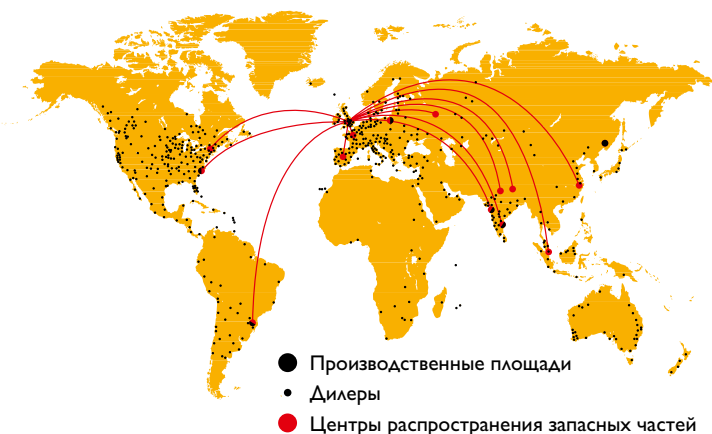 Производственные площади
Дилеры
Центры распространения запасных частей